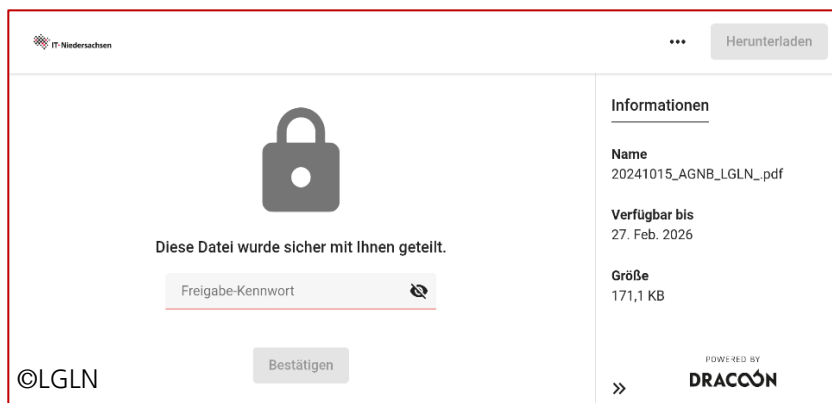 IT-Niedersachsen
Herunterladen
Diese Datei wurde sicher mit Ihnen geteilt.
Freigabe-Kennwort
Bestätigen
©LGLN
Informationen
Name
20241015_AGNB_LGLN_.pdf
Verfügbar bis
27. Feb. 2026
Größe
171,1 KB
POWERED BY
DRACOON